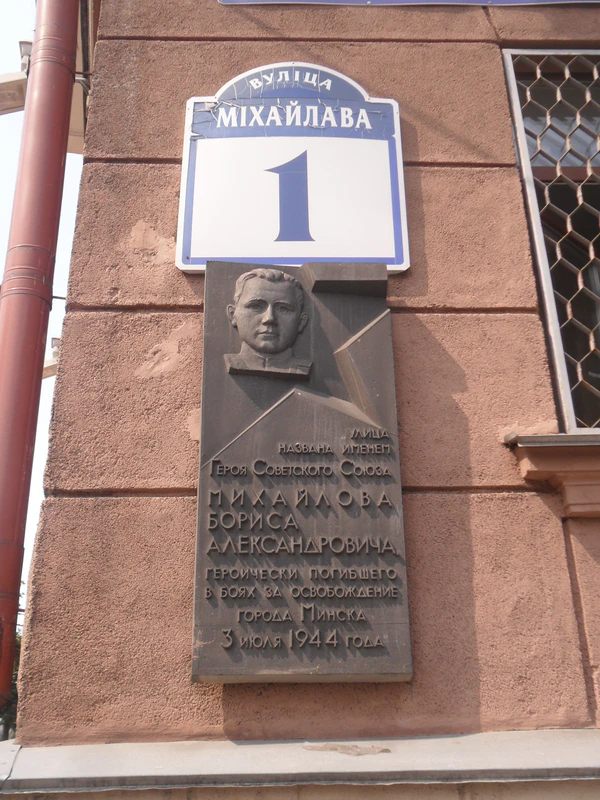 ВУЛІЦА
МІХАЙЛАВА
1
УЛИЦА
НАЗВАНА ИМЕНЕМ
ГЕРОЯ СОВЕТСКОГО СОЮЗА
МИХАЙЛОВА
БОРИСА
АЛЕКСАНДРОВИЧА,
ГЕРОИЧЕСКИ ПОГИБШЕГО
В БОЯХ ЗА ОСВОБОЖДЕНИЕ
ГОРОДА МИНСКА
3 ИЮЛЯ 1944 ГОДА